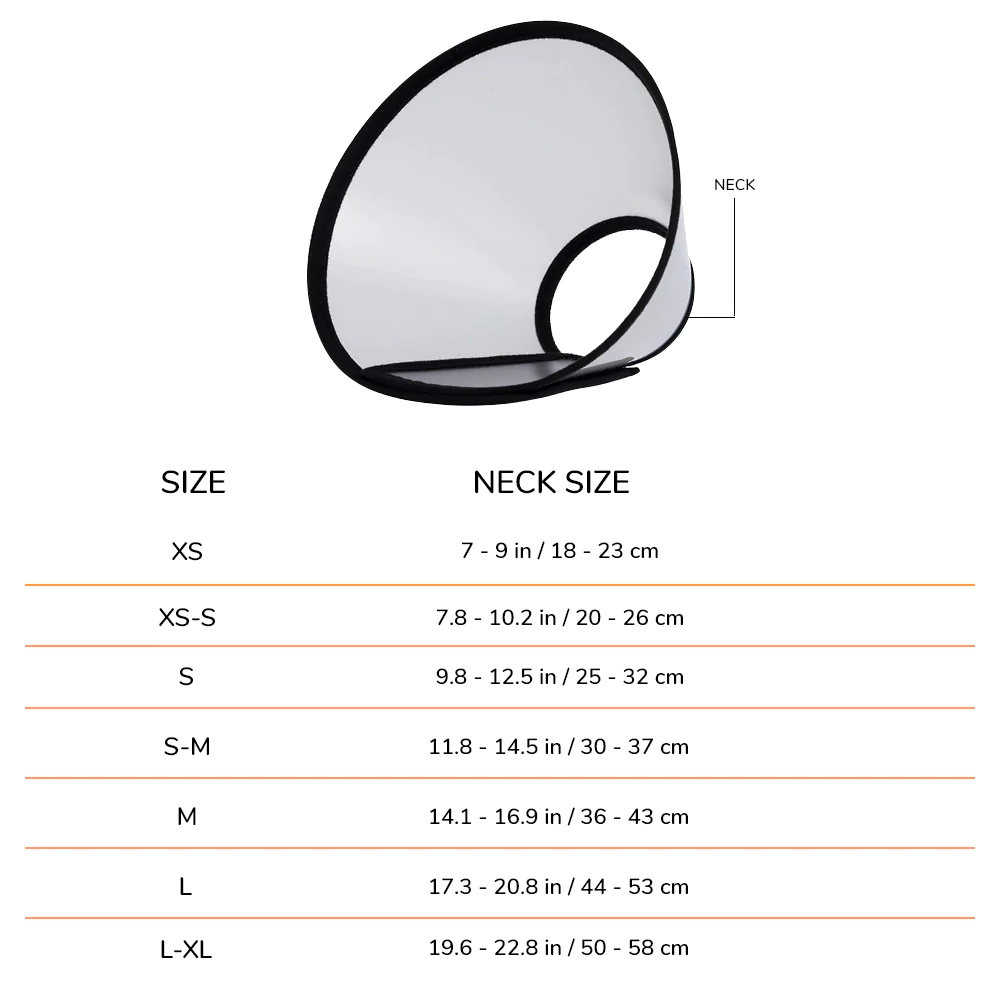 NECK
SIZE NECK SIZE
XS 7 - 9 in / 18 - 23 cm
XS-S 7.8 - 10.2 in / 20 - 26 cm
S 9.8 - 12.5 in / 25 - 32 cm
S-M 11.8 - 14.5 in / 30 - 37 cm
M 14.1 - 16.9 in / 36 - 43 cm
L 17.3 - 20.8 in / 44 - 53 cm
L-XL 19.6 - 22.8 in / 50 - 58 cm